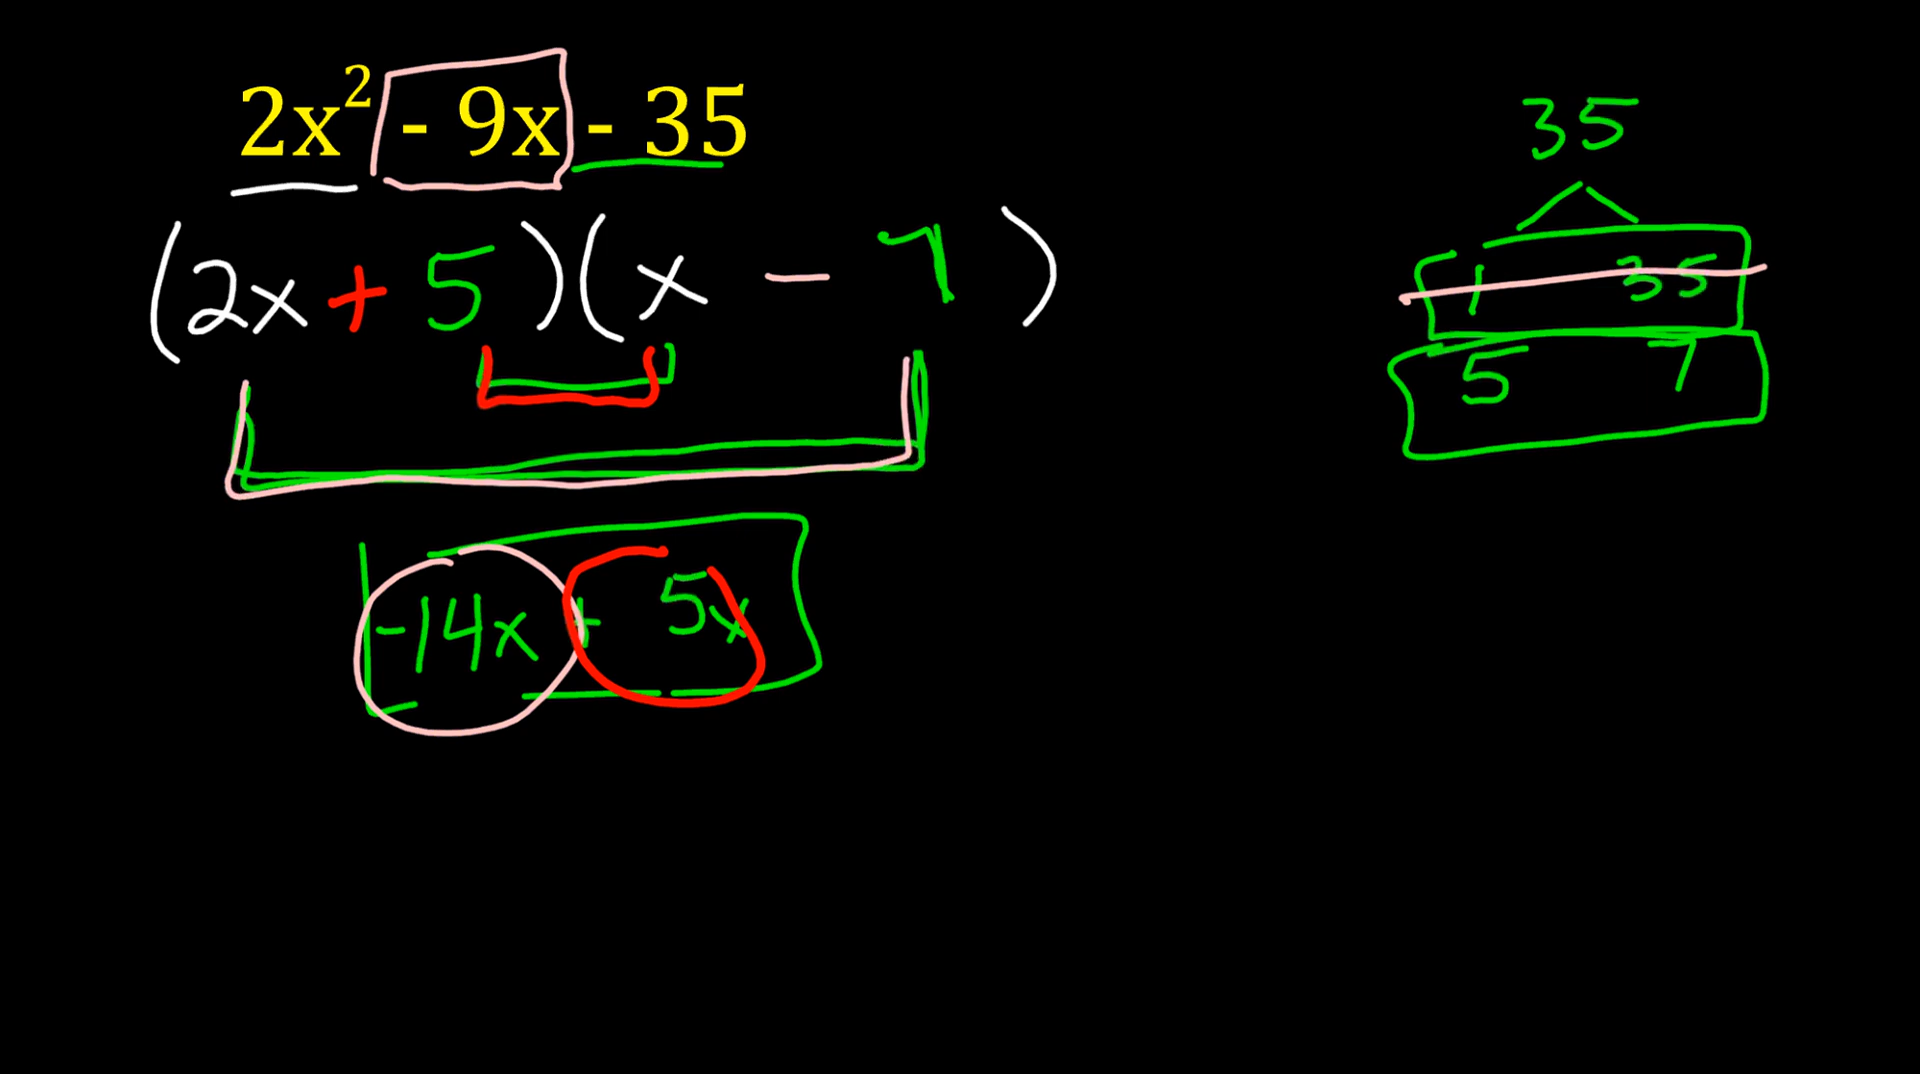 2x² - 9x - 35
(2x + 5)(x - 7)
-14x + 5x
35
1 35
5 7